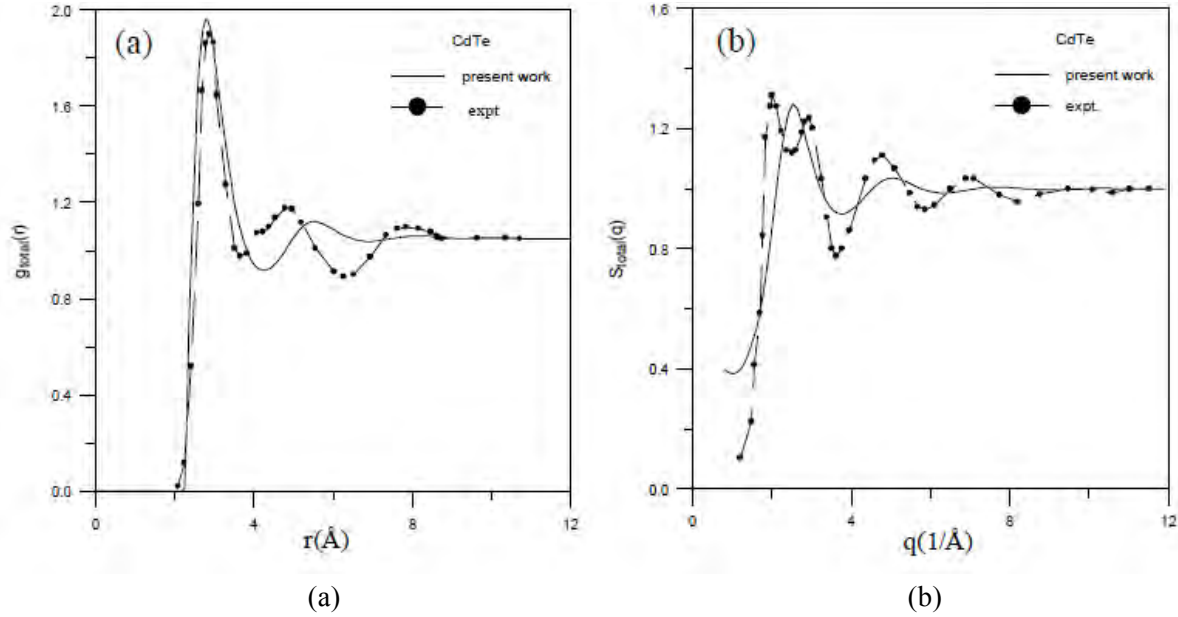 (a)
CdTe
present work
expt
2.0
1.6
1.2
0.8
0.4
0.0
g_total(r)
0
4
8
12
r(Å)
(b)
CdTe
present work
expt.
1.6
1.2
0.8
0.4
0.0
S_total(q)
0
4
8
12
q(1/Å)
(a)
(b)